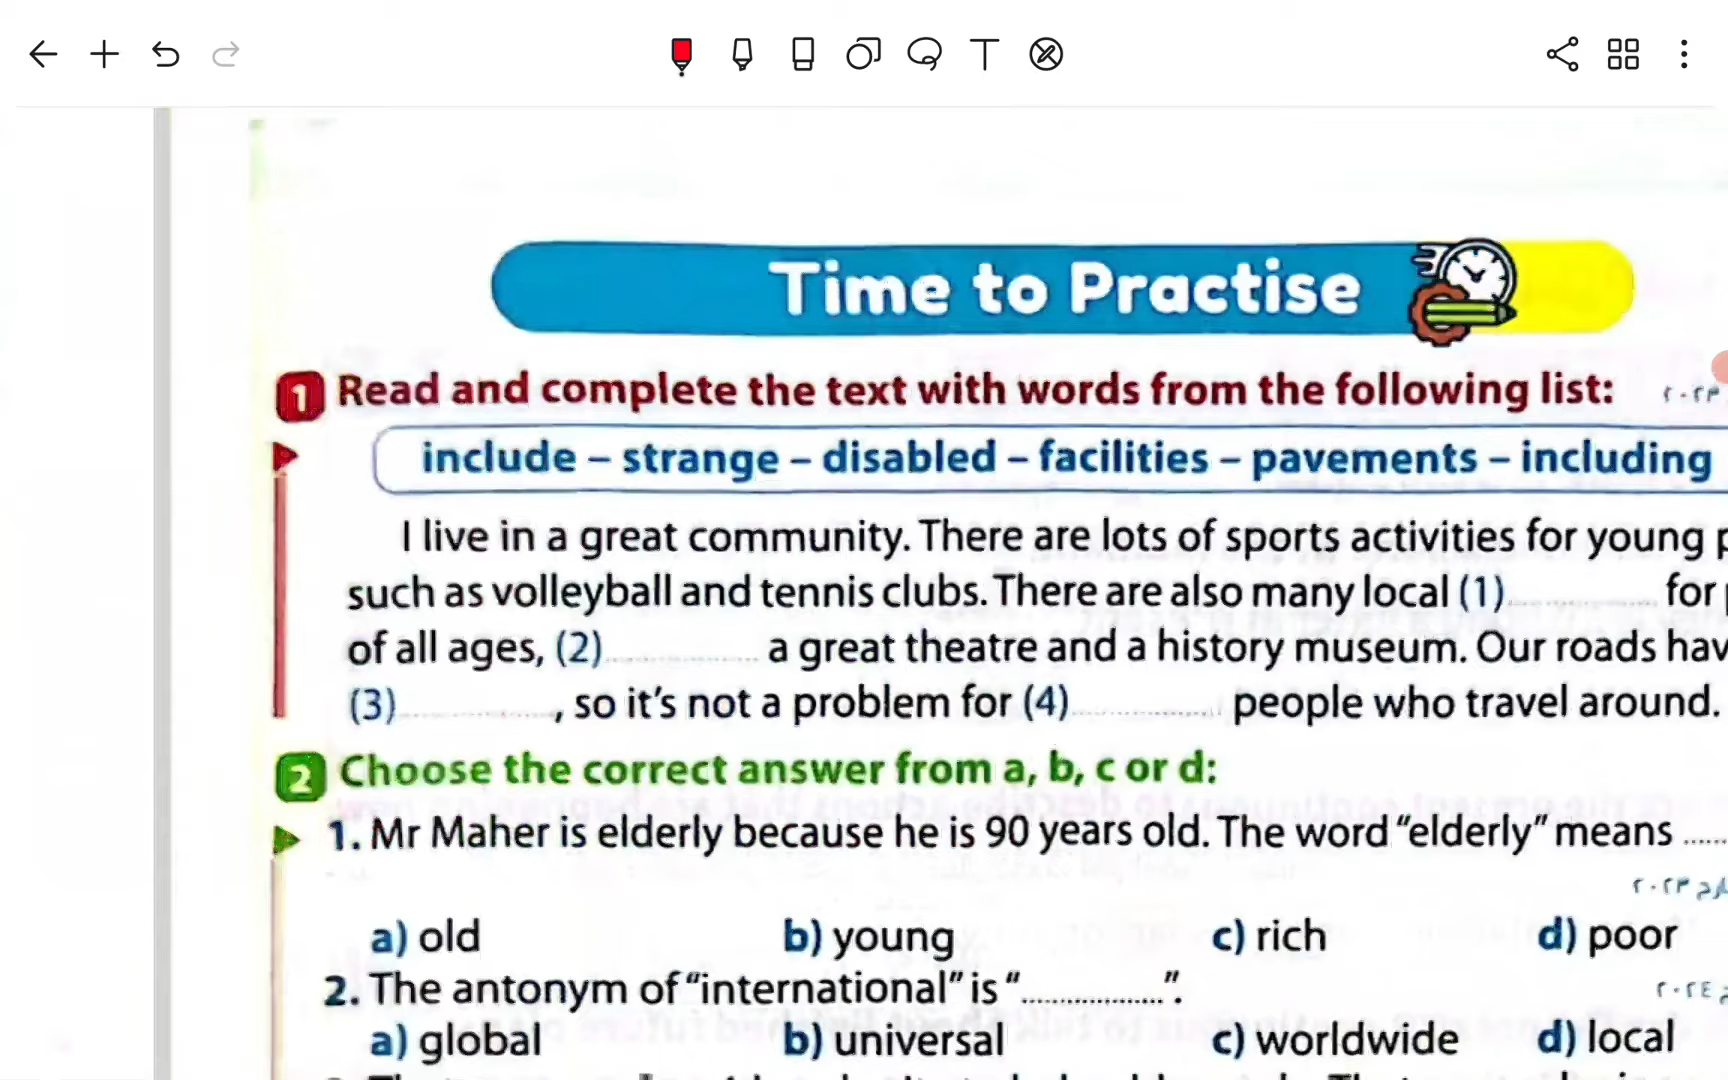 Time to Practise
1 Read and complete the text with words from the following list:
include – strange – disabled – facilities – pavements – including
I live in a great community. There are lots of sports activities for young
such as volleyball and tennis clubs. There are also many local (1) ............ for
of all ages, (2) ............ a great theatre and a history museum. Our roads hav
(3) ............ , so it's not a problem for (4) ............ people who travel around.
2 Choose the correct answer from a, b, c or d:
1. Mr Maher is elderly because he is 90 years old. The word “elderly” means ......
٢٠٢٣
a) old b) young c) rich d) poor
2. The antonym of “international” is “..................”.
٢٠٢٤
a) global b) universal c) worldwide d) local